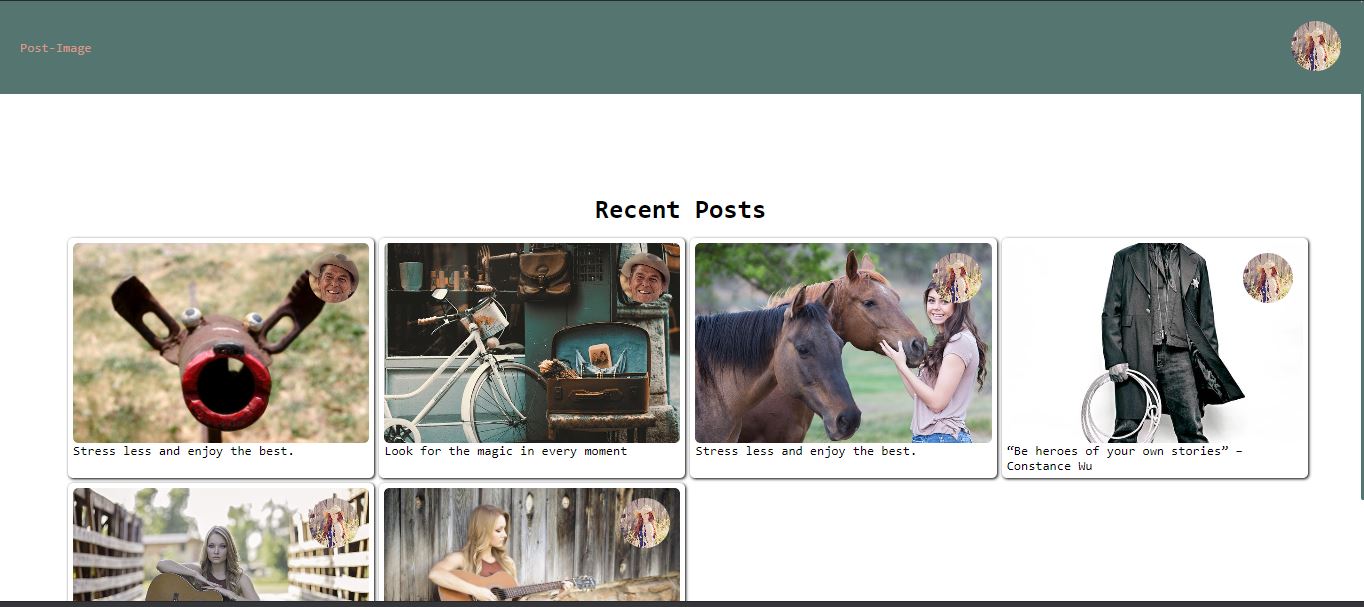 Post-Image
Recent Posts
Stress less and enjoy the best.
Look for the magic in every moment
Stress less and enjoy the best.
“Be heroes of your own stories” –
Constance Wu